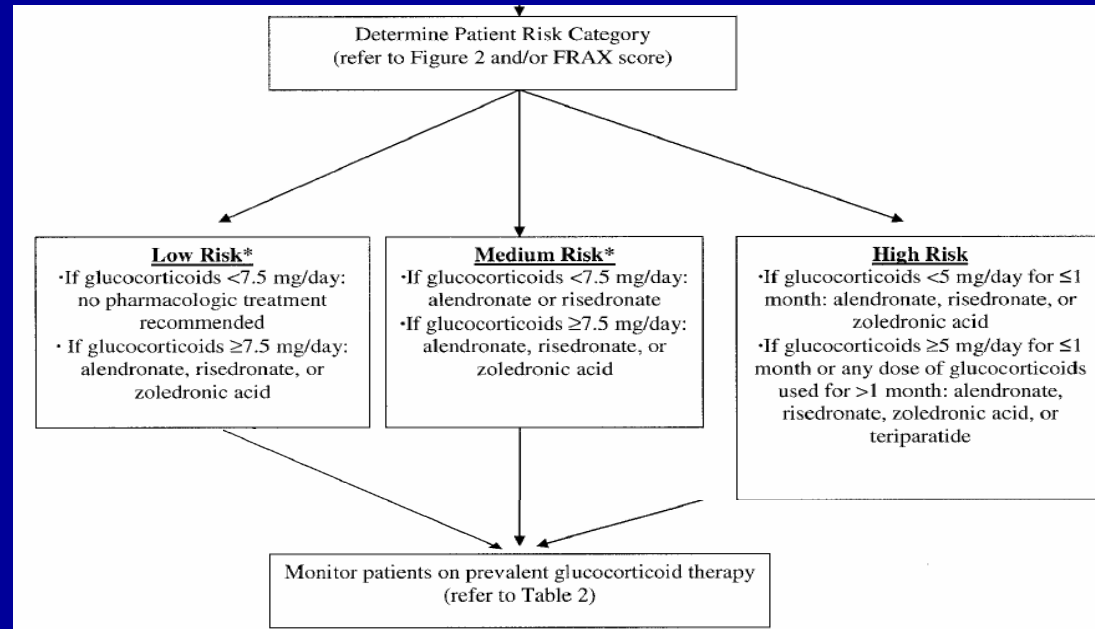 Determine Patient Risk Category
(refer to Figure 2 and/or FRAX score)
Low Risk*
·If glucocorticoids <7.5 mg/day:
no pharmacologic treatment
recommended
· If glucocorticoids ≥7.5 mg/day:
alendronate, risedronate, or
zoledronic acid
Medium Risk*
·If glucocorticoids <7.5 mg/day:
alendronate or risedronate
·If glucocorticoids ≥7.5 mg/day:
alendronate, risedronate, or
zoledronic acid
High Risk
·If glucocorticoids <5 mg/day for ≤1
month: alendronate, risedronate, or
zoledronic acid
·If glucocorticoids ≥5 mg/day for ≤1
month or any dose of glucocorticoids
used for >1 month: alendronate,
risedronate, zoledronic acid, or
teriparatide
Monitor patients on prevalent glucocorticoid therapy
(refer to Table 2)